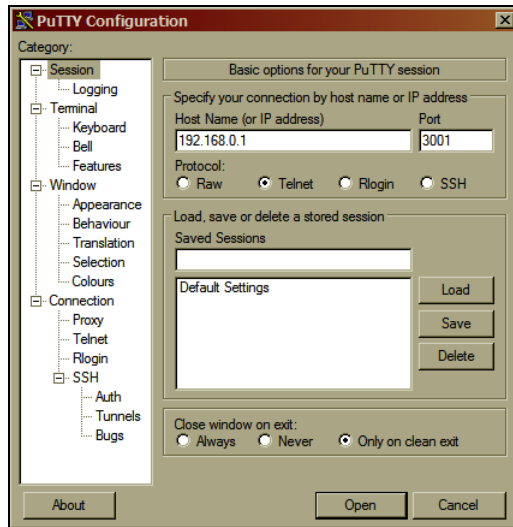 PuTTY Configuration
Category:
Session
Logging
Terminal
Keyboard
Bell
Features
Window
Appearance
Behaviour
Translation
Selection
Colours
Connection
Proxy
Telnet
Rlogin
SSH
Auth
Tunnels
Bugs
Basic options for your PuTTY session
Specify your connection by host name or IP address
Host Name (or IP address) Port
192.168.0.1 3001
Protocol:
Raw Telnet Rlogin SSH
Load, save or delete a stored session
Saved Sessions
Default Settings
Load
Save
Delete
Close window on exit:
Always Never Only on clean exit
About Open Cancel